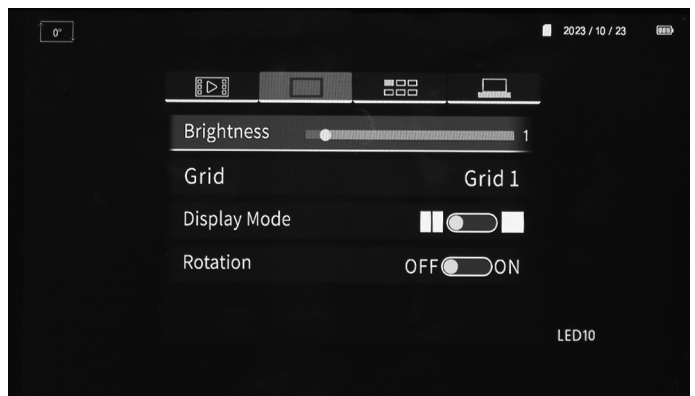 0°
2023 / 10 / 23
Brightness 1
Grid Grid 1
Display Mode
Rotation OFF ON
LED10